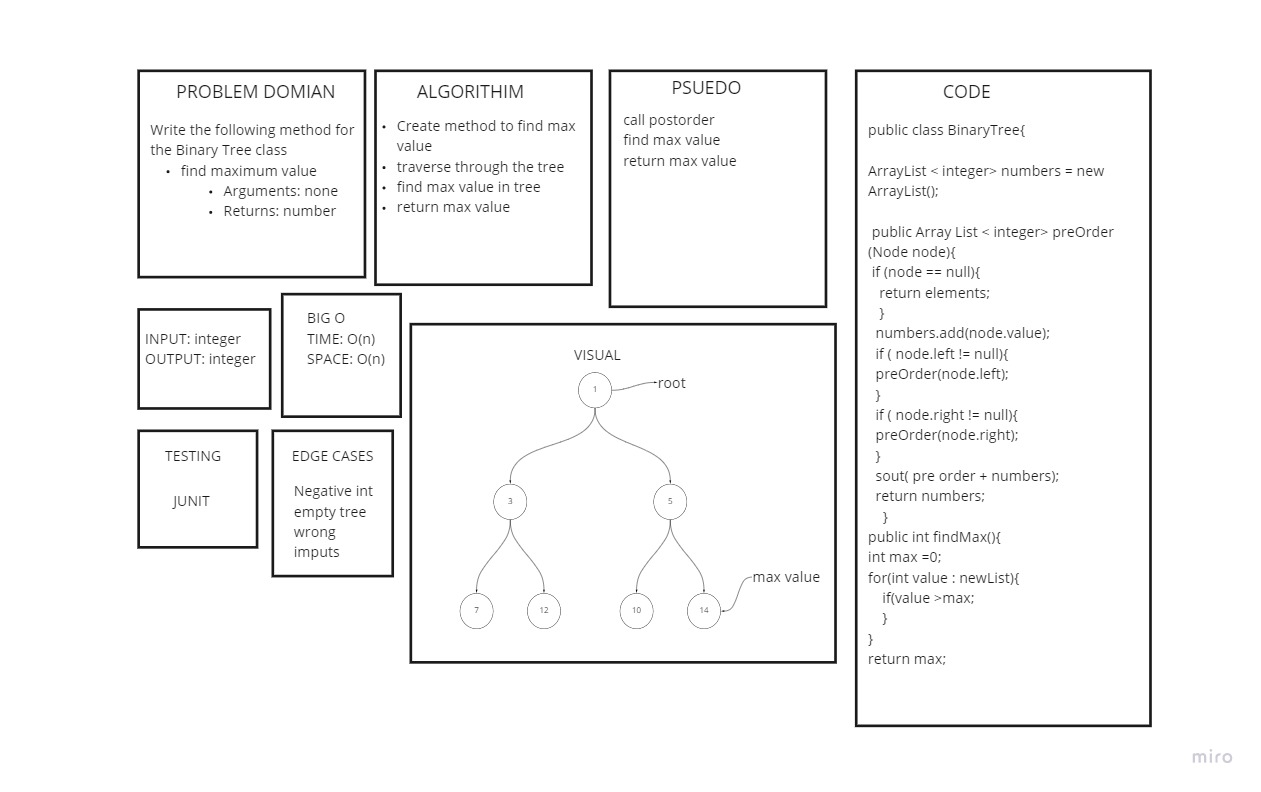 PROBLEM DOMIAN
Write the following method for
the Binary Tree class
• find maximum value
• Arguments: none
• Returns: number
ALGORITHIM
• Create method to find max
value
• traverse through the tree
• find max value in tree
• return max value
PSUEDO
call postorder
find max value
return max value
CODE
public class BinaryTree{
ArrayList < integer> numbers = new
ArrayList();
public Array List < integer> preOrder
(Node node){
if (node == null){
return elements;
}
numbers.add(node.value);
if ( node.left != null){
preOrder(node.left);
}
if ( node.right != null){
preOrder(node.right);
}
sout( pre order + numbers);
return numbers;
}
public int findMax(){
int max =0;
for(int value : newList){
if(value >max;
}
}
return max;
INPUT: integer
OUTPUT: integer
BIG O
TIME: O(n)
SPACE: O(n)
TESTING
JUNIT
EDGE CASES
Negative int
empty tree
wrong
imputs
VISUAL
1
root
3
5
max value
7
12
10
14
miro